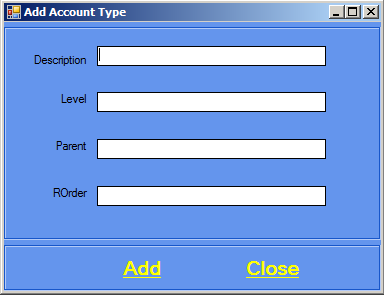 Add Account Type
Description
Level
Parent
ROrder
Add Close